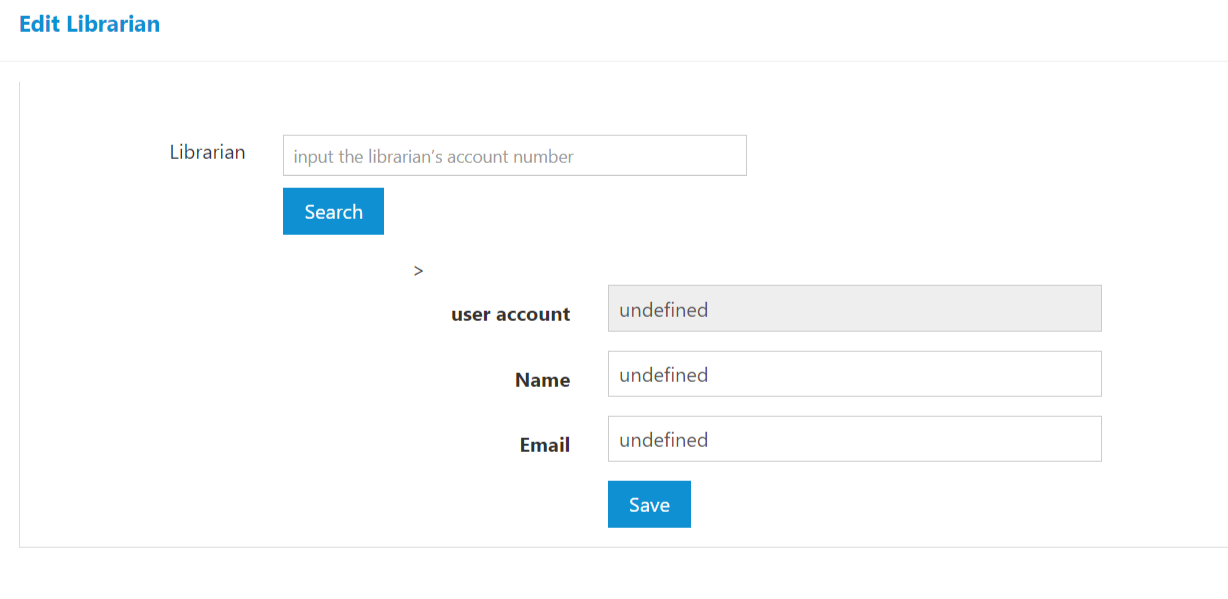 Edit Librarian
Librarian
input the librarian's account number
Search
>
user account undefined
Name undefined
Email undefined
Save